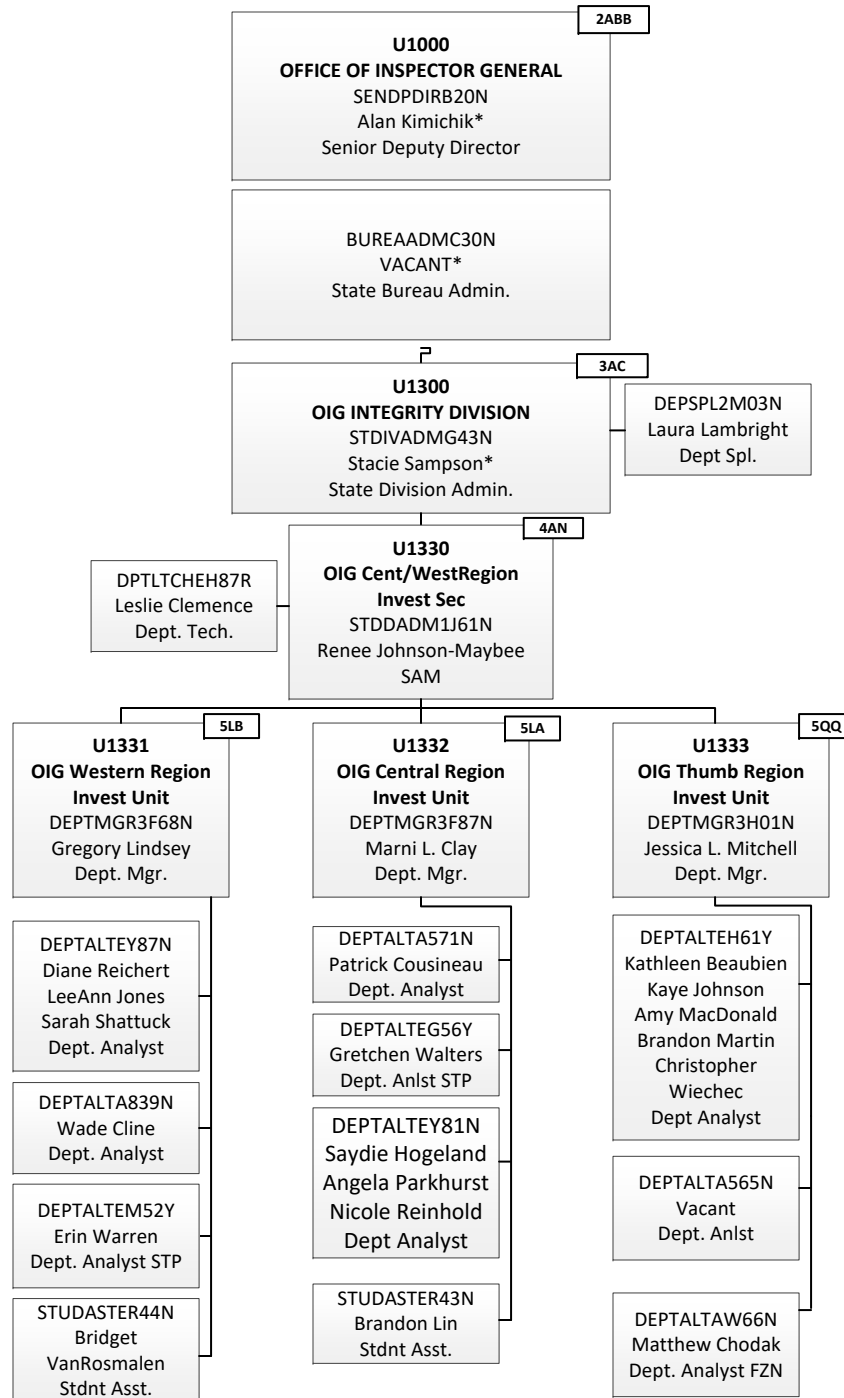 2ABB
U1000
OFFICE OF INSPECTOR GENERAL
SENDPDIRB20N
Alan Kimichik*
Senior Deputy Director
BUREAADMC30N
VACANT*
State Bureau Admin.
3AC
U1300
OIG INTEGRITY DIVISION
STDIVADMG43N
Stacie Sampson*
State Division Admin.
DEPSPL2M03N
Laura Lambright
Dept Spl.
4AN
U1330
OIG Cent/WestRegion
Invest Sec
STDDADM1J61N
Renee Johnson-Maybee
SAM
DPTLTCHEH87R
Leslie Clemence
Dept. Tech.
5LB
U1331
OIG Western Region
Invest Unit
DEPTMGR3F68N
Gregory Lindsey
Dept. Mgr.
DEPTALTEY87N
Diane Reichert
LeeAnn Jones
Sarah Shattuck
Dept. Analyst
DEPTALTA839N
Wade Cline
Dept. Analyst
DEPTALTEM52Y
Erin Warren
Dept. Analyst STP
STUDASTER44N
Bridget
VanRosmalen
Stdnt Asst.
5LA
U1332
OIG Central Region
Invest Unit
DEPTMGR3F87N
Marni L. Clay
Dept. Mgr.
DEPTALTA571N
Patrick Cousineau
Dept. Analyst
DEPTALTEG56Y
Gretchen Walters
Dept. Anlst STP
DEPTALTEY81N
Saydie Hogeland
Angela Parkhurst
Nicole Reinhold
Dept Analyst
STUDASTER43N
Brandon Lin
Stdnt Asst.
5QQ
U1333
OIG Thumb Region
Invest Unit
DEPTMGR3H01N
Jessica L. Mitchell
Dept. Mgr.
DEPTALTEH61Y
Kathleen Beaubien
Kaye Johnson
Amy MacDonald
Brandon Martin
Christopher
Wiechec
Dept Analyst
DEPTALTA565N
Vacant
Dept. Anlst
DEPTALTAW66N
Matthew Chodak
Dept. Analyst FZN